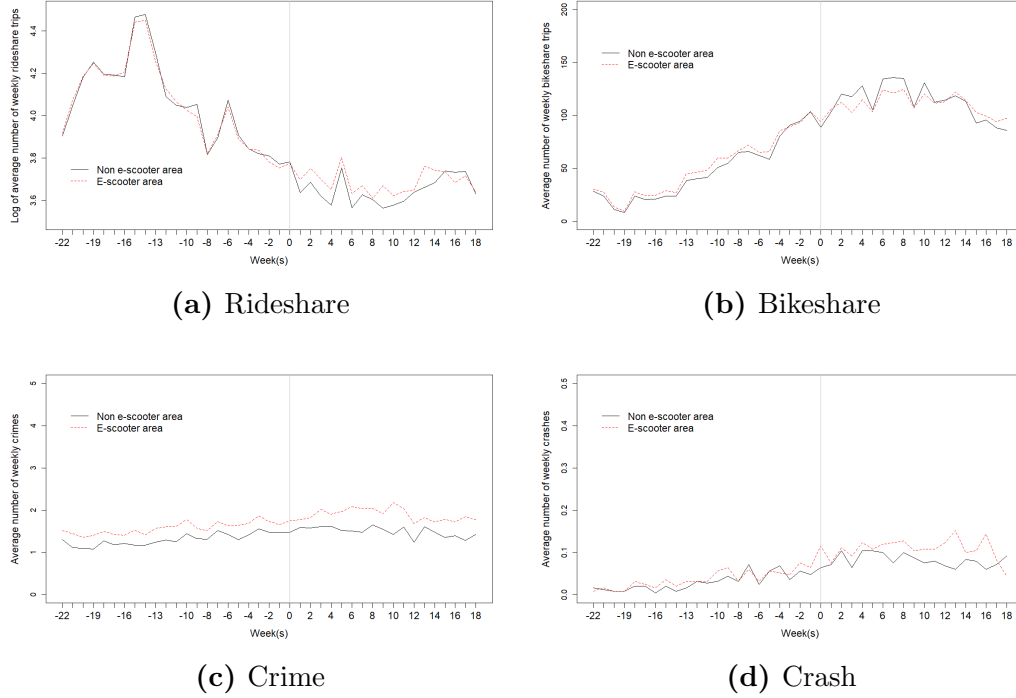 Log of average number of weekly rideshare trips
4.4
4.2
4.0
3.8
3.6
Non e-scooter area
E-scooter area
-22 -19 -16 -14 -12 -10 -8 -6 -4 -2 0 2 4 6 8 10 12 14 16 18
Week(s)
(a) Rideshare
Average number of weekly bikeshare trips
200
150
100
50
0
Non e-scooter area
E-scooter area
-22 -19 -16 -13 -10 -8 -6 -4 -2 0 2 4 6 8 10 12 14 16 18
Week(s)
(b) Bikeshare
Average number of weekly crimes
5
4
3
2
1
0
Non e-scooter area
E-scooter area
-22 -19 -16 -13 -10 -8 -6 -4 -2 0 2 4 6 8 10 12 14 16 18
Week(s)
(c) Crime
Average number of weekly crashes
0.5
0.4
0.3
0.2
0.1
0.0
Non e-scooter area
E-scooter area
-22 -19 -16 -13 -10 -8 -6 -4 -2 0 2 4 6 8 10 12 14 16 18
Week(s)
(d) Crash